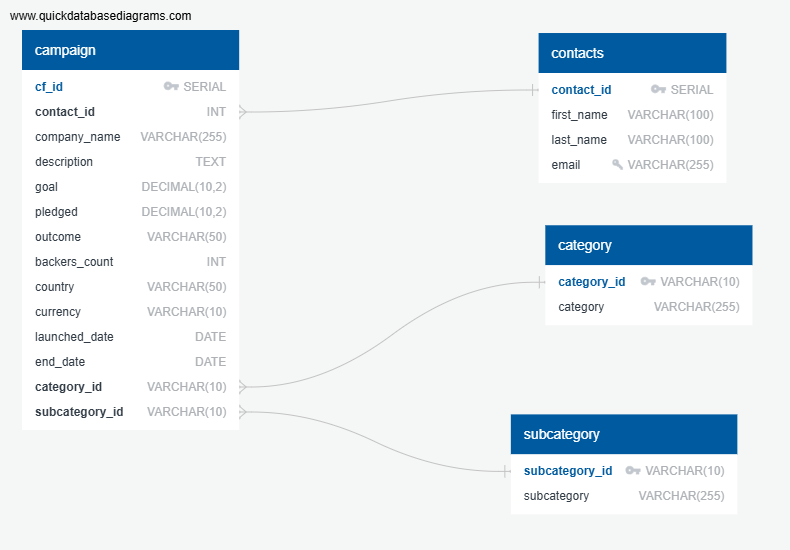 www.quickdatabasediagrams.com
campaign
cf_id SERIAL
contact_id INT
company_name VARCHAR(255)
description TEXT
goal DECIMAL(10,2)
pledged DECIMAL(10,2)
outcome VARCHAR(50)
backers_count INT
country VARCHAR(50)
currency VARCHAR(10)
launched_date DATE
end_date DATE
category_id VARCHAR(10)
subcategory_id VARCHAR(10)
contacts
contact_id SERIAL
first_name VARCHAR(100)
last_name VARCHAR(100)
email VARCHAR(255)
category
category_id VARCHAR(10)
category VARCHAR(255)
subcategory
subcategory_id VARCHAR(10)
subcategory VARCHAR(255)